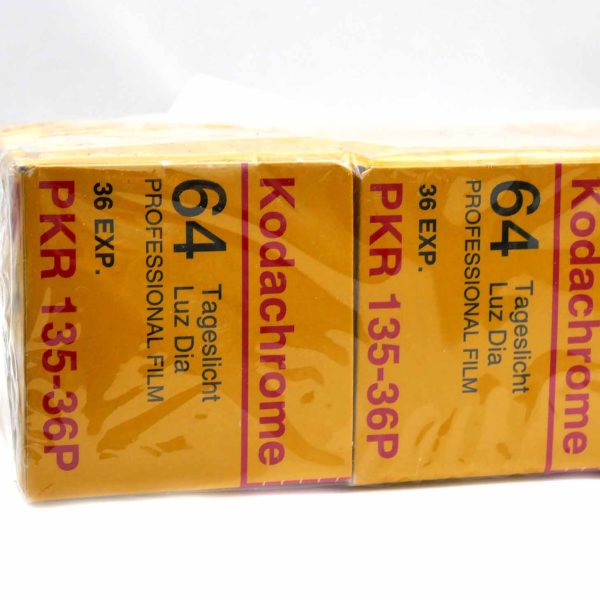 Kodachrome
64 Tageslicht
Luz Dia
PROFESSIONAL FILM
36 EXP.
PKR 135-36P
Kodachrome
64 Tageslicht
Luz Dia
PROFESSIONAL FILM
36 EXP.
PKR 135-36P